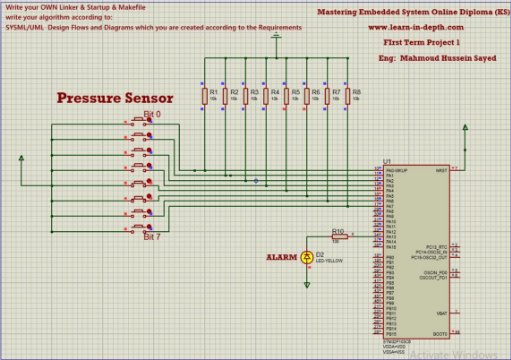 Write your OWN Linker & Startup & Makefile
write your algorithm according to:
SYSML/UML Design Flows and Diagrams which you are created according to the Requirements
Mastering Embedded System Online Diploma (KS)
www.learn-in-depth.com
First Term Project 1
Eng: Mahmoud Hussein Sayed
Pressure Sensor
Bit 0
Bit 7
R1
R2
R3
R4
R5
R6
R7
R8
10k
10k
10k
10k
10k
10k
10k
10k
U1
PA0-WKUP
PA1
PA2
PA3
PA4
PA5
PA6
PA7
PA8
PA9
PA10
PA11
PA12
PA13
PA14
PA15
PB0
PB1
PB2
PB3
PB4
PB5
PB6
PB7
PB8
PB9
PB10
PB11
PB12
PB13
PB14
PB15
NRST
PC13_RTC
PC14-OSC32_IN
PC15-OSC32_OUT
OSCIN_PD0
OSCOUT_PD1
VBAT
BOOT0
R10
D2
LED-YELLOW
ALARM
VDDA=VDD
VSSA=VSS
Activate Windows